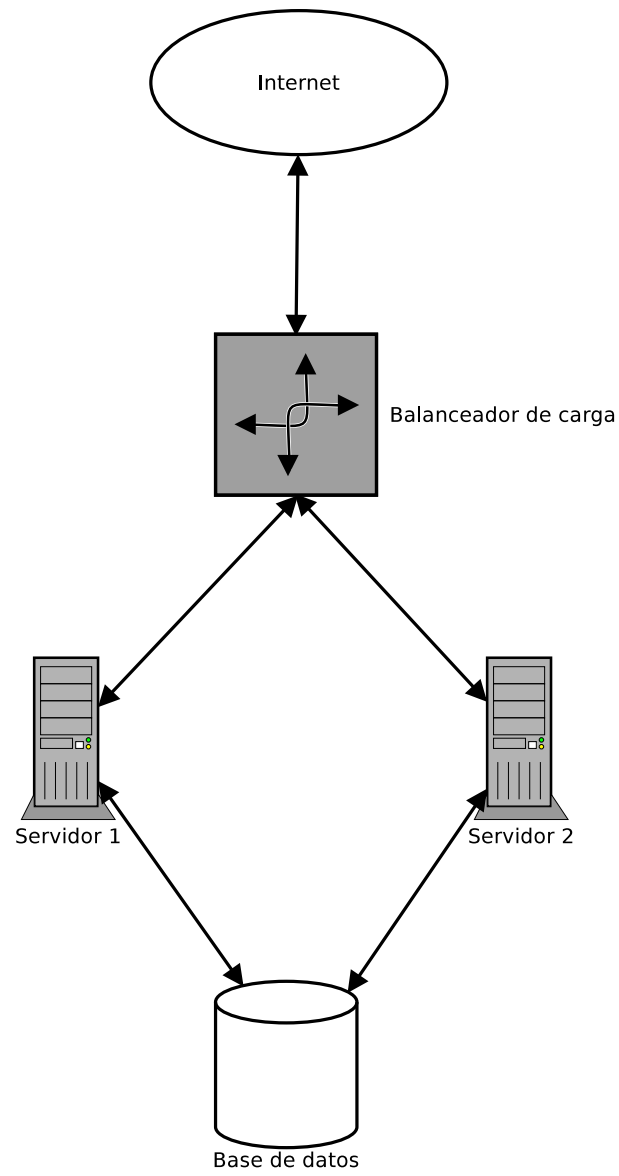 Internet
Balanceador de carga
Servidor 1
Servidor 2
Base de datos